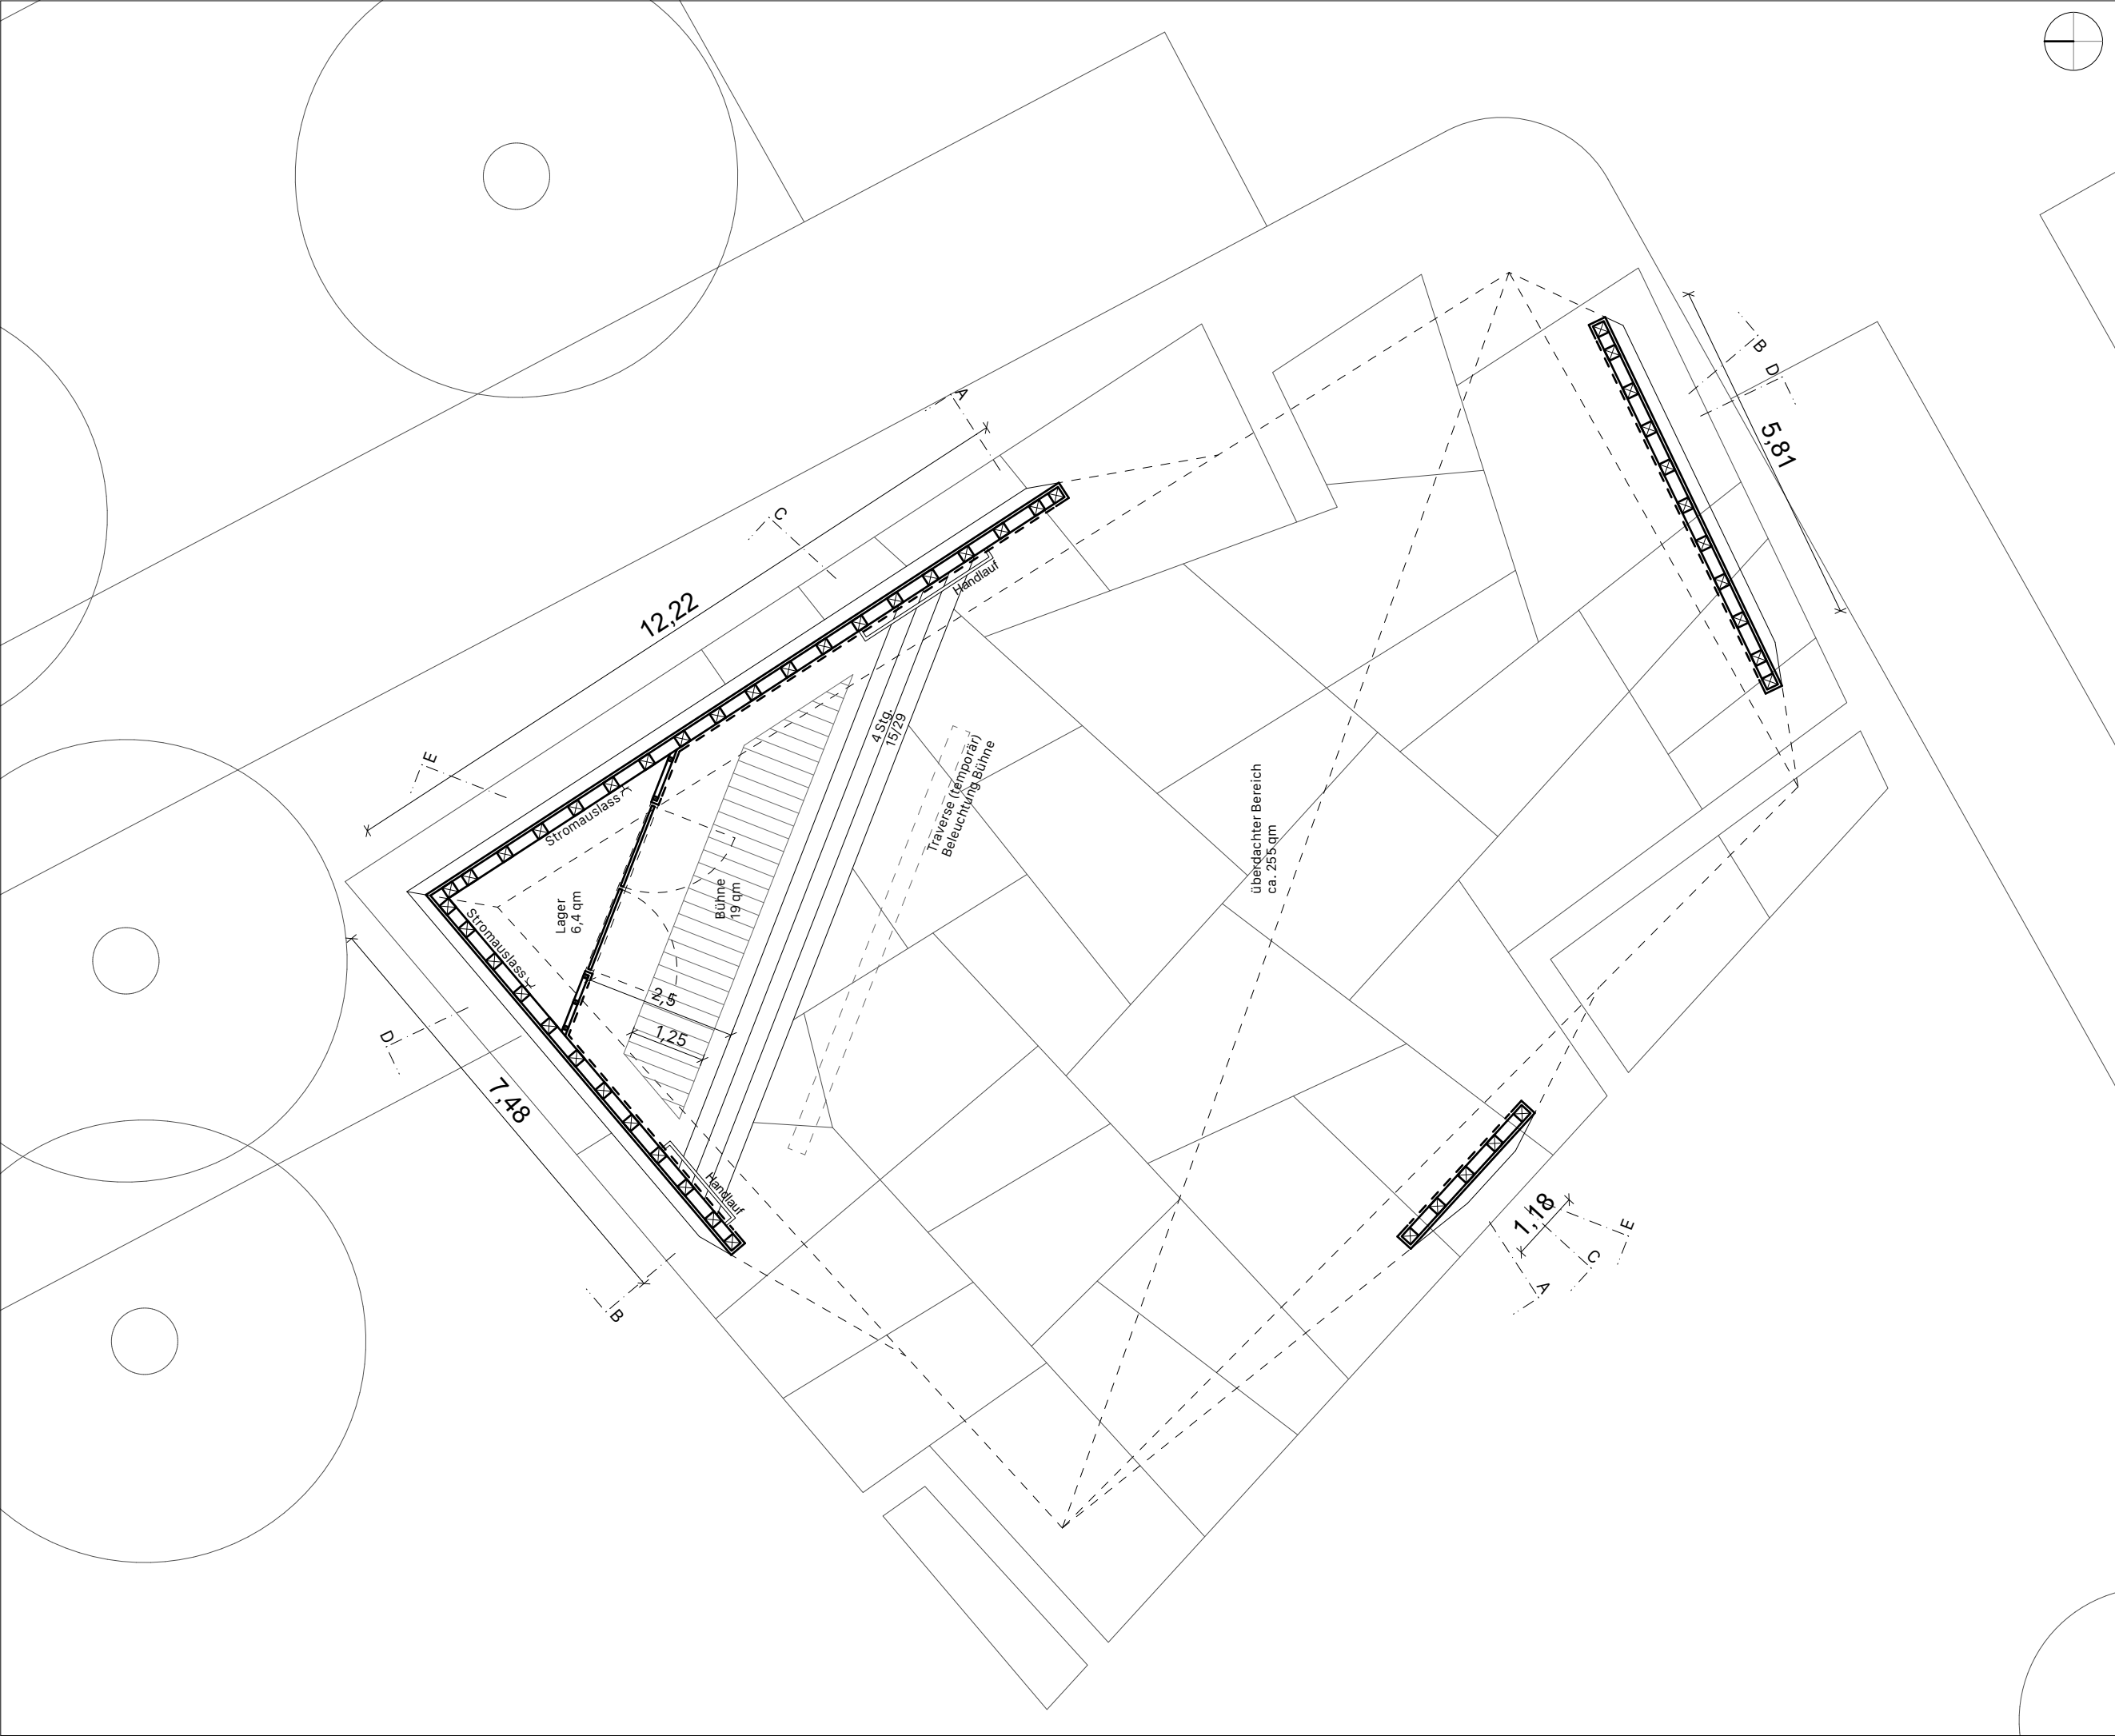 A
B
D
5,81
C
12,22
Handlauf
E
4 Stg.
15/29
Traverse (temporär)
Beleuchtung Bühne
überdachter Bereich
ca. 255 qm
Stromauslass
Lager
6,4 qm
Bühne
19 qm
Stromauslass
2,5
1,25
D
7,48
Handlauf
1,18
E
C
A
B